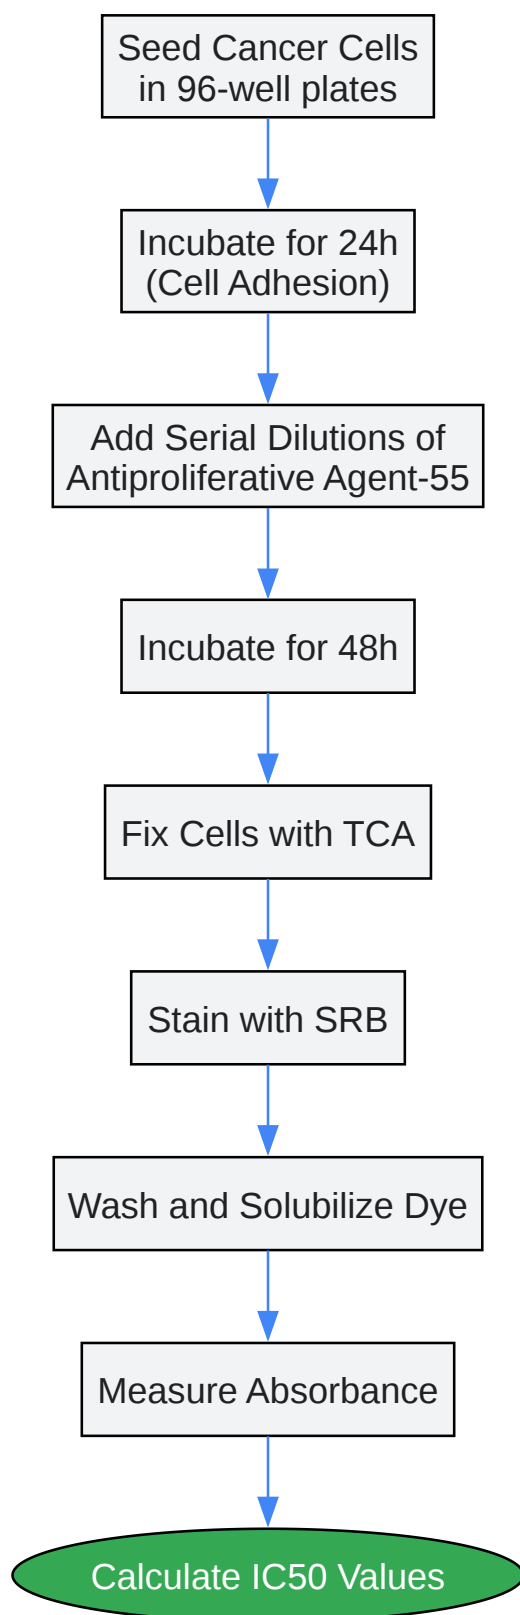 Seed Cancer Cells
in 96-well plates
Incubate for 24h
(Cell Adhesion)
Add Serial Dilutions of
Antiproliferative Agent-55
Incubate for 48h
Fix Cells with TCA
Stain with SRB
Wash and Solubilize Dye
Measure Absorbance
Calculate IC50 Values